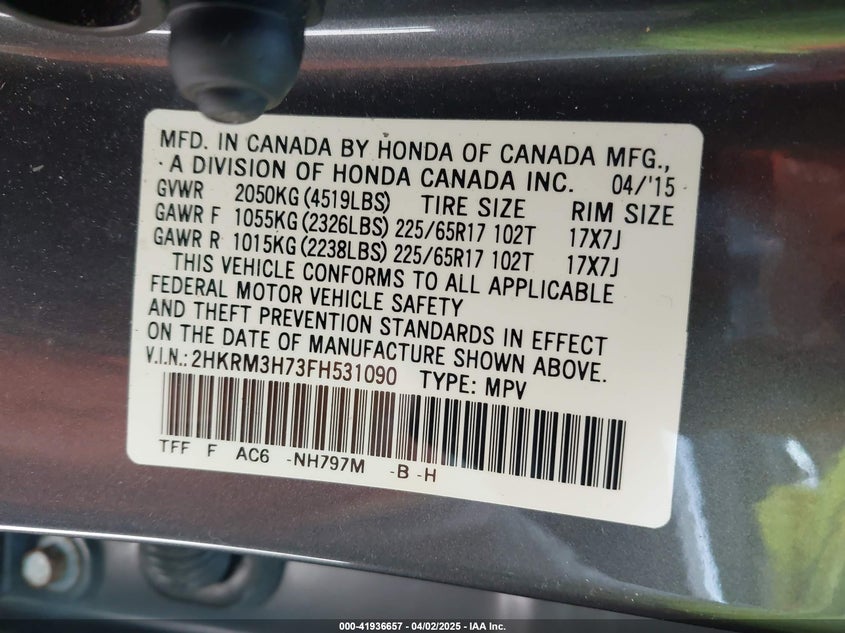 MFD. IN CANADA BY HONDA OF CANADA MFG.,
A DIVISION OF HONDA CANADA INC. 04/'15
GVWR 2050KG (4519LBS) TIRE SIZE RIM SIZE
GAWR F 1055KG (2326LBS) 225/65R17 102T 17X7J
GAWR R 1015KG (2238LBS) 225/65R17 102T 17X7J
THIS VEHICLE CONFORMS TO ALL APPLICABLE
FEDERAL MOTOR VEHICLE SAFETY
AND THEFT PREVENTION STANDARDS IN EFFECT
ON THE DATE OF MANUFACTURE SHOWN ABOVE.
V.I.N.: 2HKRM3H73FH531090 TYPE: MPV
TFF F AC6 -NH797M -B -H
000-41936657 - 04/02/2025 - IAA Inc.